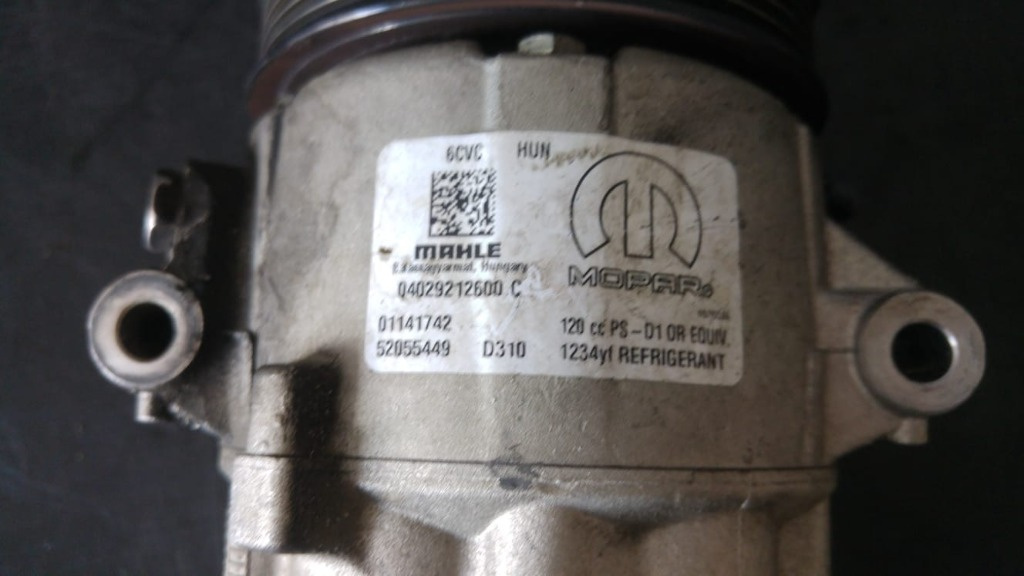 6CVC HUN
MAHLE
Hungary
04029212600 C
MOPAR
01141742
120 cc PS-D1 OR EQUIV.
52055449 D310 1234yf REFRIGERANT